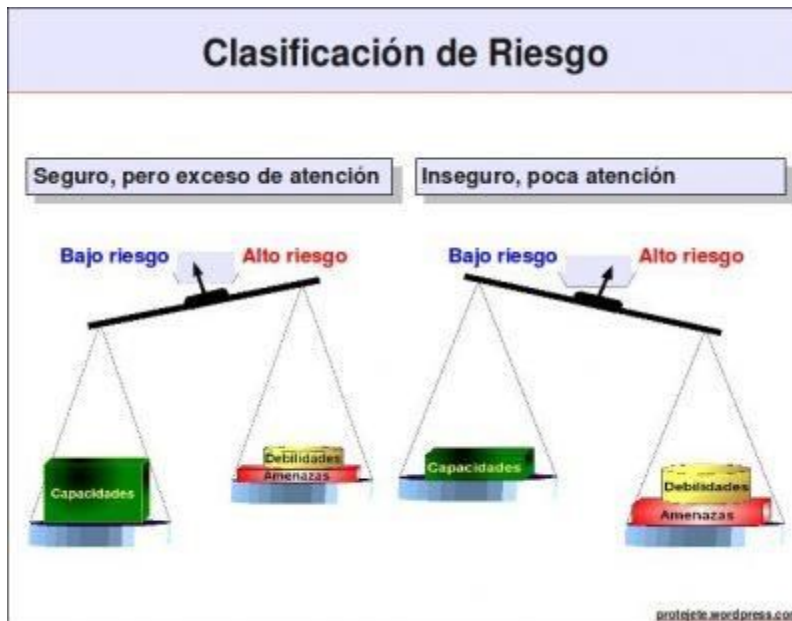 Clasificación de Riesgo
Seguro, pero exceso de atención
Inseguro, poca atención
Bajo riesgo
Alto riesgo
Bajo riesgo
Alto riesgo
Capacidades
Debilidades
Amenazas
Capacidades
Debilidades
Amenazas
protejete.wordpress.com